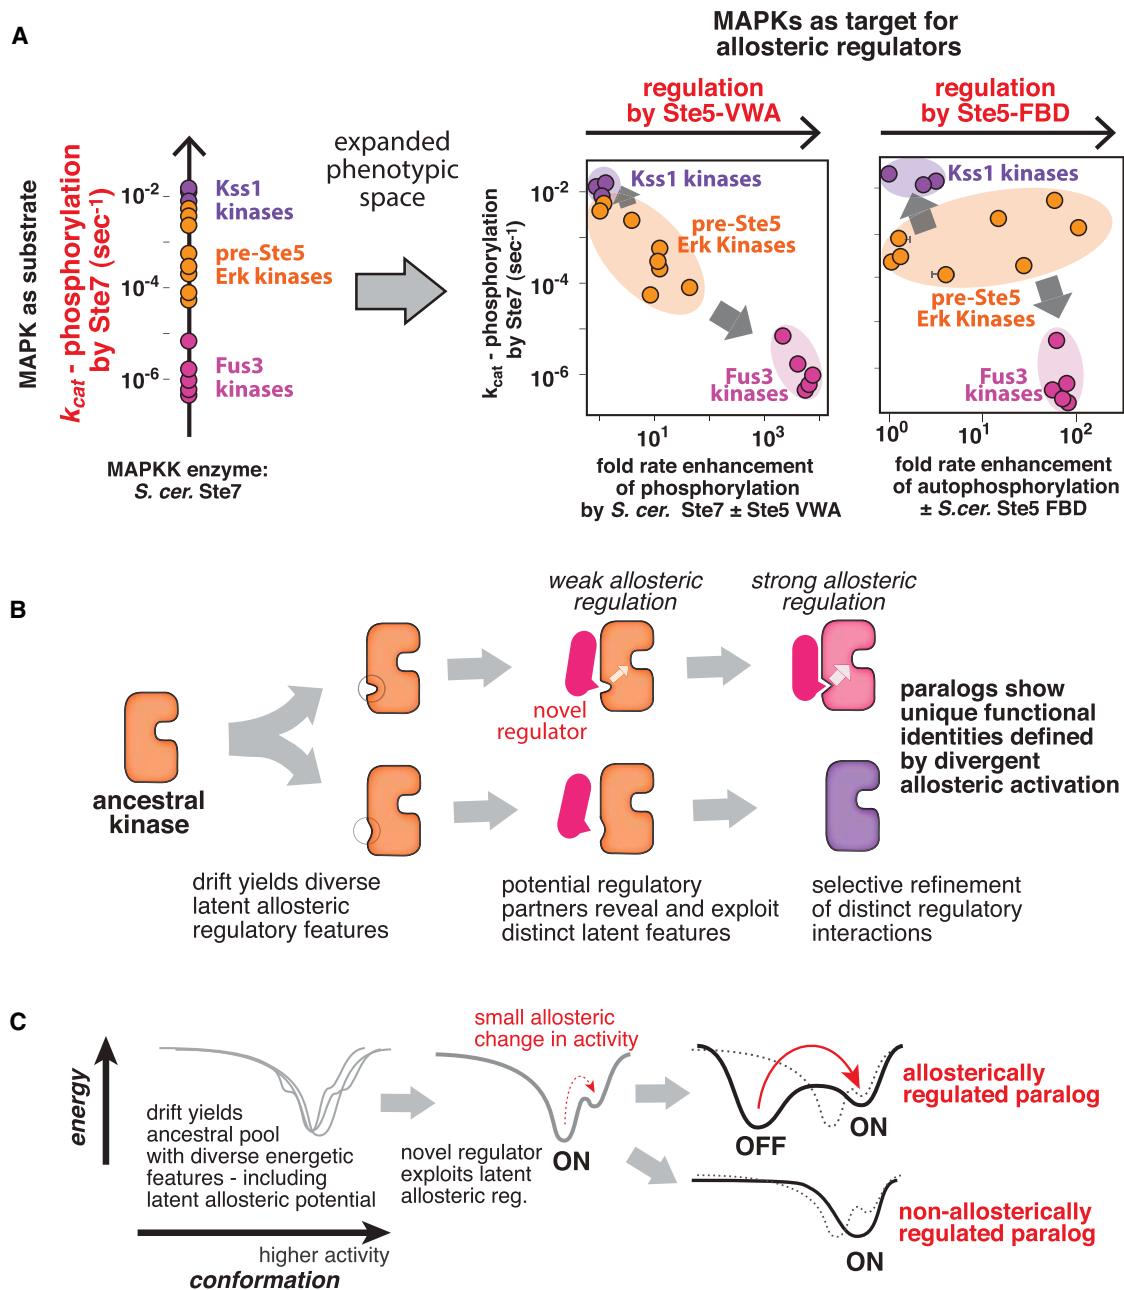 A
MAPKs as target for
allosteric regulators
regulation
by Ste5-VWA
regulation
by Ste5-FBD
MAPK as substrate
kcat - phosphorylation
by Ste7 (sec-1)
10-2
10-4
10-6
Kss1
kinases
pre-Ste5
Erk kinases
Fus3
kinases
MAPKK enzyme:
S. cer. Ste7
expanded
phenotypic
space
kcat - phosphorylation
by Ste7 (sec-1)
10-2
10-4
10-6
Kss1 kinases
pre-Ste5
Erk Kinases
Fus3
kinases
101
103
fold rate enhancement
of phosphorylation
by S. cer. Ste7 ± Ste5 VWA
Kss1 kinases
pre-Ste5
Erk Kinases
Fus3
kinases
100
101
102
fold rate enhancement
of autophosphorylation
± S.cer. Ste5 FBD
B
weak allosteric
regulation
strong allosteric
regulation
novel
regulator
ancestral
kinase
paralogs show
unique functional
identities defined
by divergent
allosteric activation
drift yields diverse
latent allosteric
regulatory features
potential regulatory
partners reveal and exploit
distinct latent features
selective refinement
of distinct regulatory
interactions
C
energy
drift yields
ancestral pool
with diverse energetic
features - including
latent allosteric potential
higher activity
conformation
small allosteric
change in activity
novel regulator
exploits latent
allosteric reg.
ON
OFF
ON
allosterically
regulated paralog
ON
non-allosterically
regulated paralog